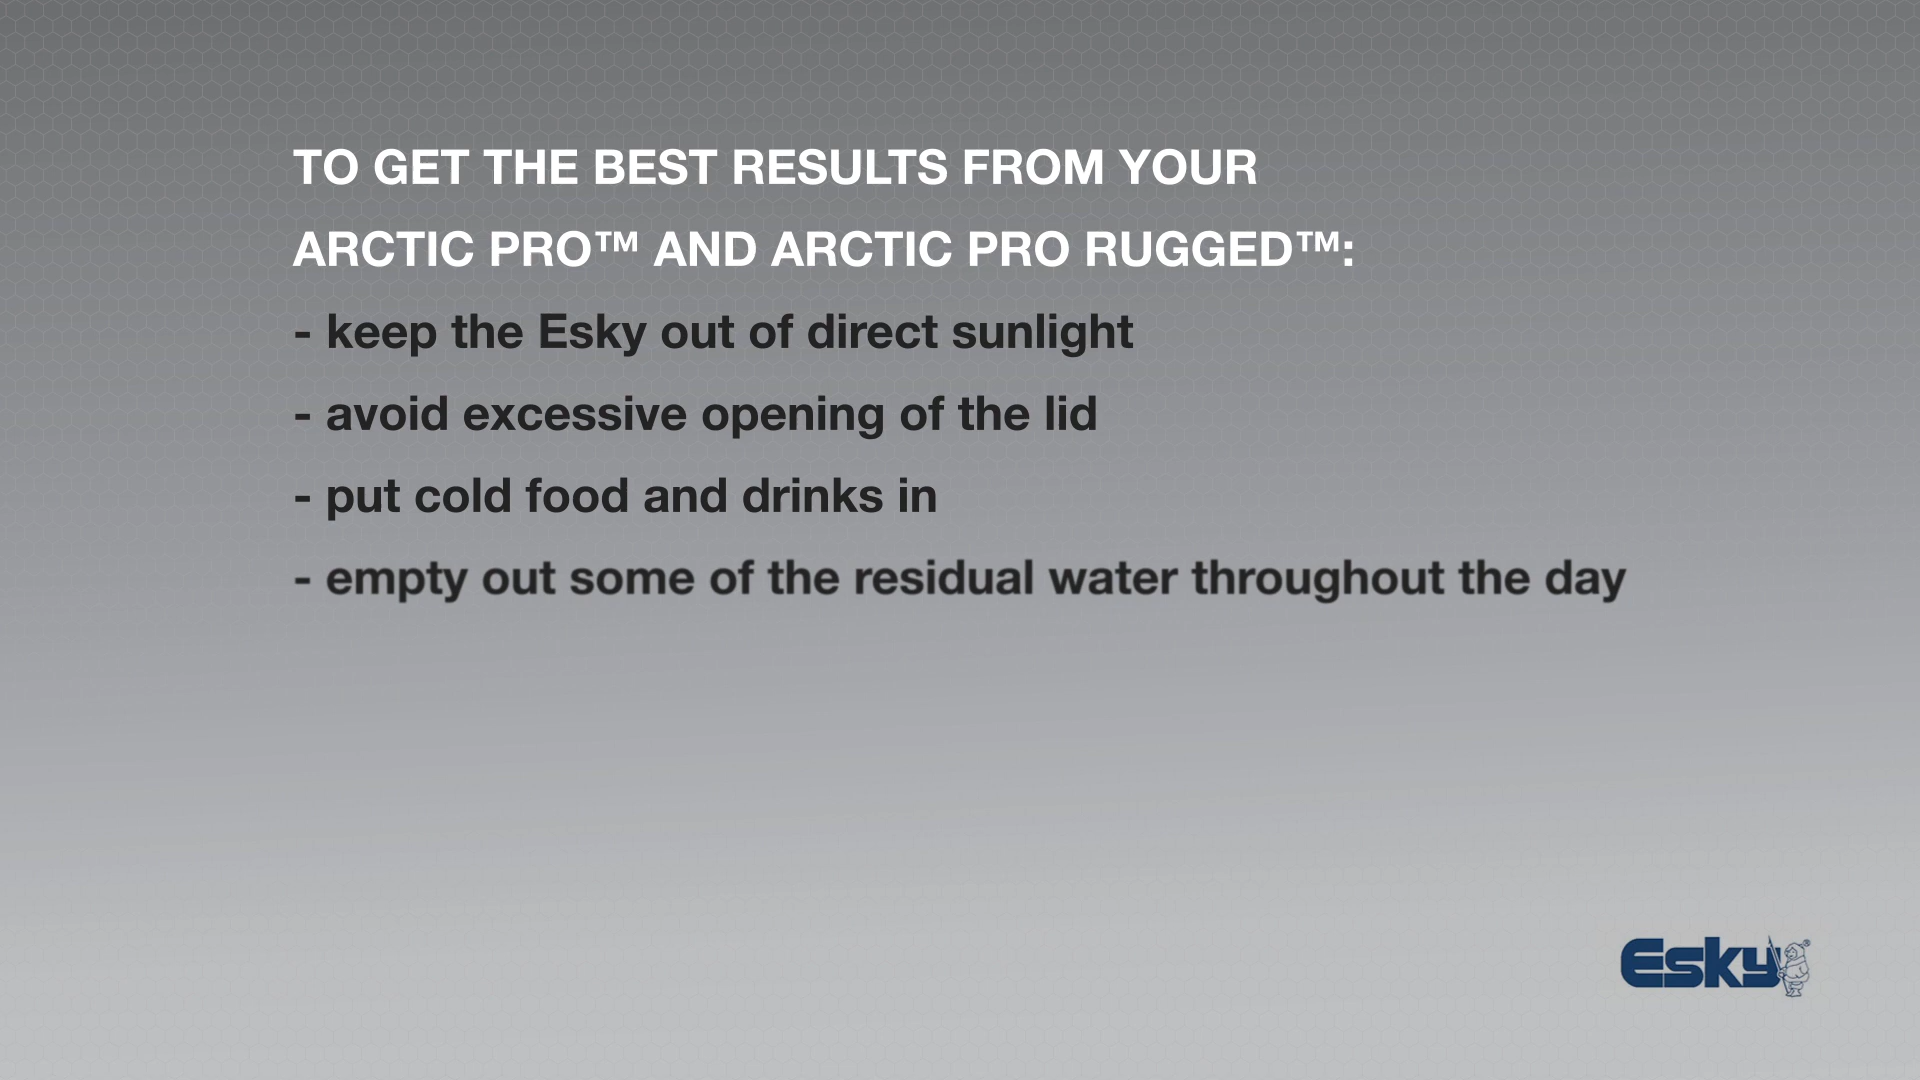 TO GET THE BEST RESULTS FROM YOUR
ARCTIC PRO™ AND ARCTIC PRO RUGGED™:
- keep the Esky out of direct sunlight
- avoid excessive opening of the lid
- put cold food and drinks in
- empty out some of the residual water throughout the day
Esky®